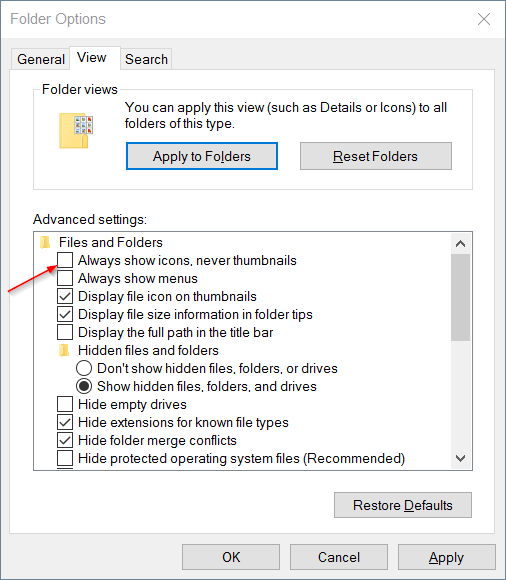 Folder Options
General View Search
Folder views
You can apply this view (such as Details or Icons) to all
folders of this type.
Apply to Folders Reset Folders
Advanced settings:
Files and Folders
Always show icons, never thumbnails
Always show menus
Display file icon on thumbnails
Display file size information in folder tips
Display the full path in the title bar
Hidden files and folders
Don't show hidden files, folders, or drives
Show hidden files, folders, and drives
Hide empty drives
Hide extensions for known file types
Hide folder merge conflicts
Hide protected operating system files (Recommended)
Restore Defaults
OK Cancel Apply